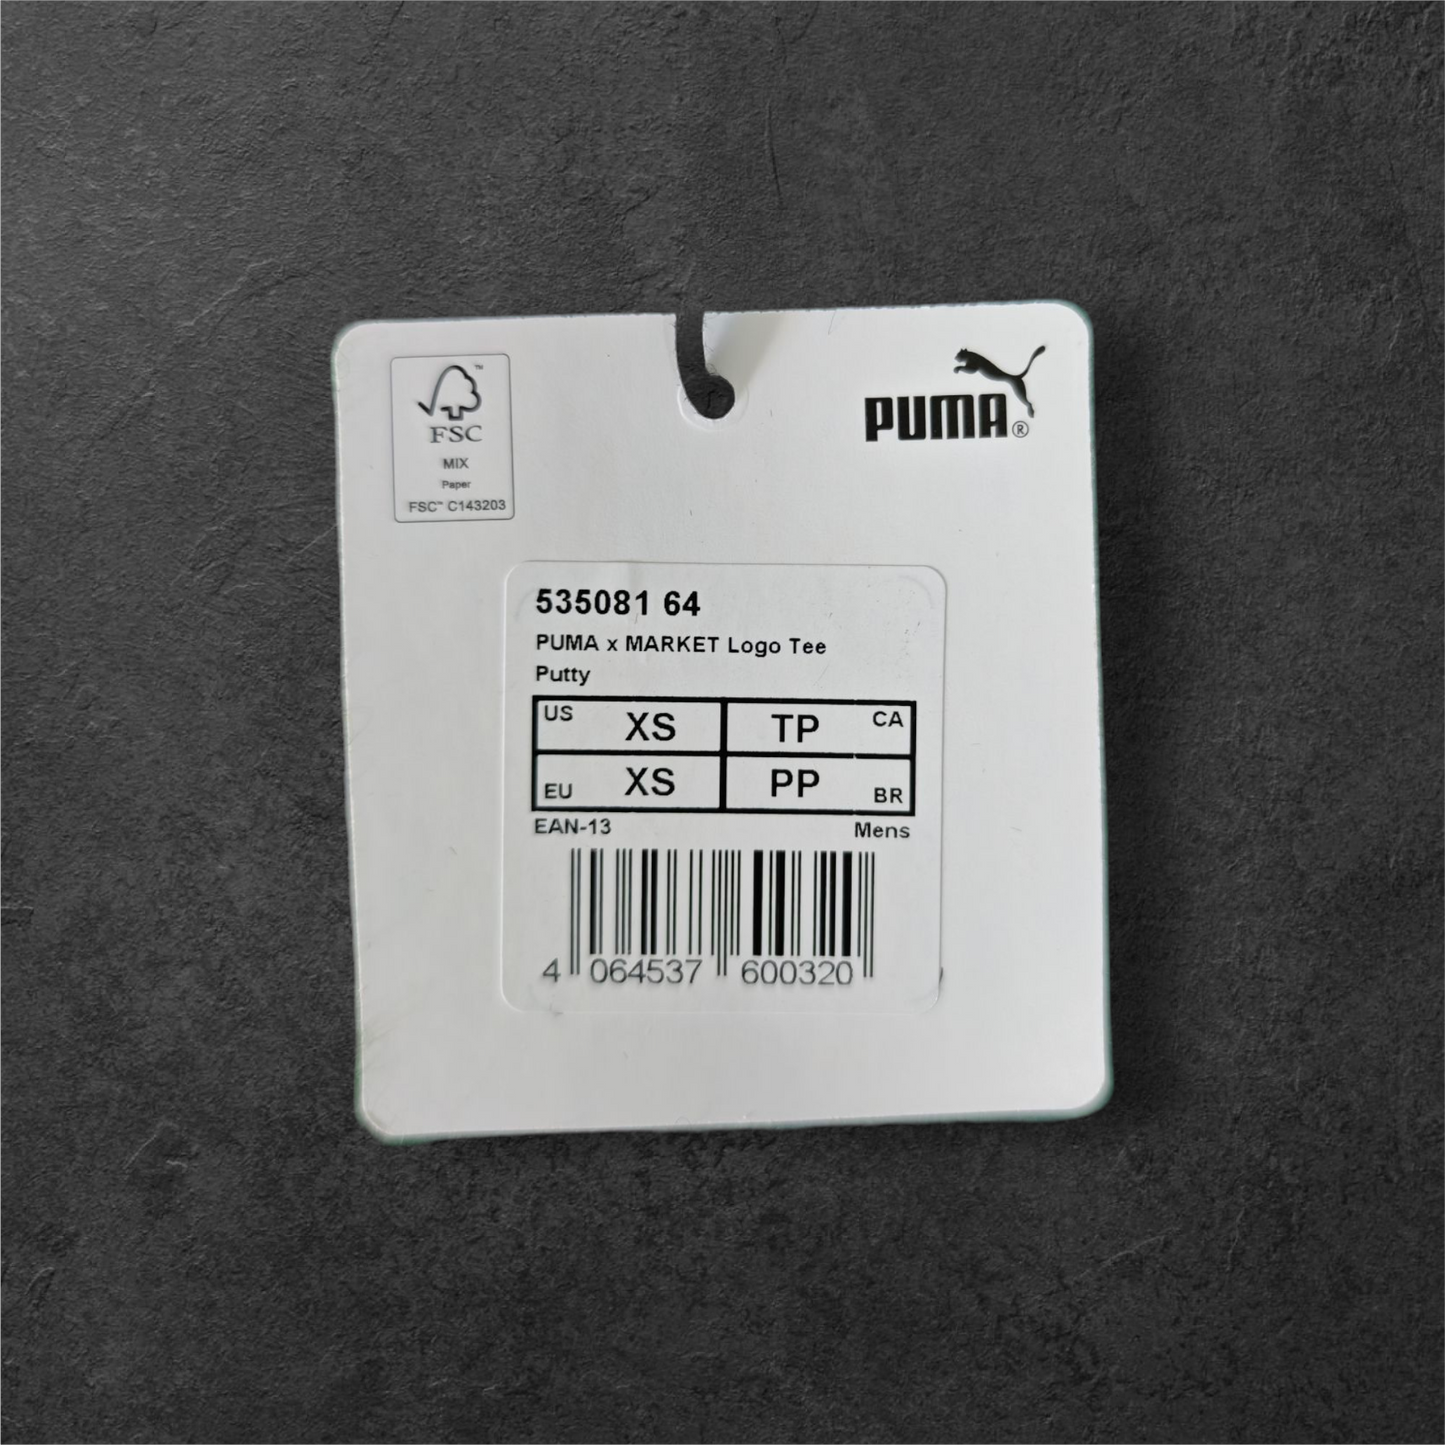 ™
FSC
MIX
Paper
FSC™ C143203
PUMA®
535081 64
PUMA x MARKET Logo Tee
Putty
US XS TP CA
EU XS PP BR
EAN-13 Mens
4 064537 600320